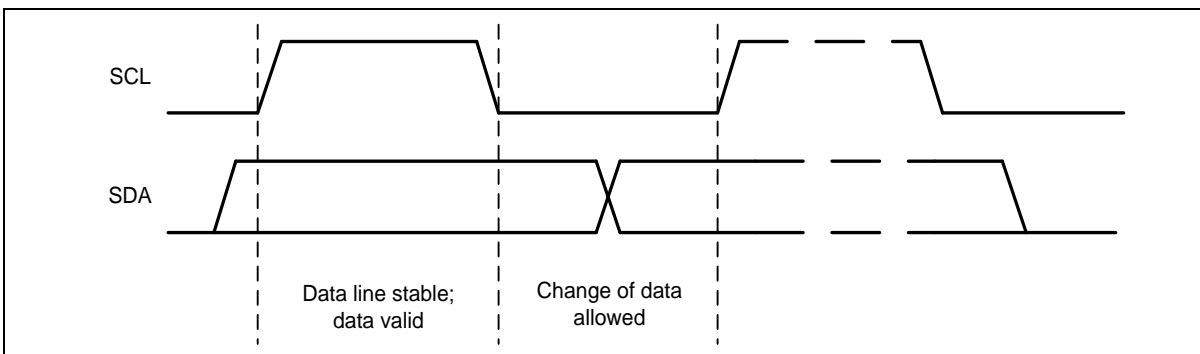 SCL
SDA
Data line stable;
data valid
Change of data
allowed